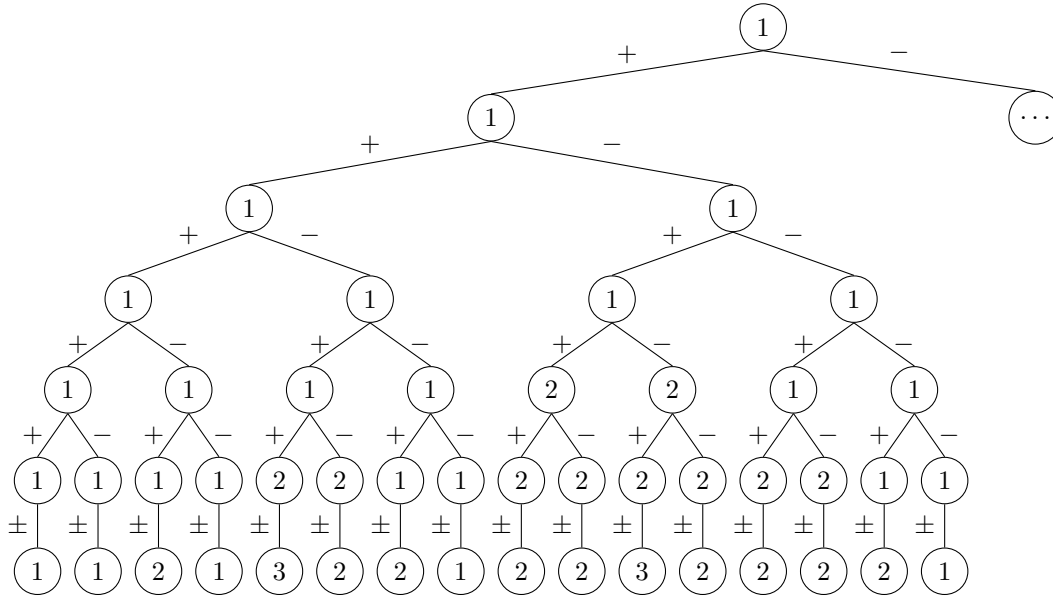 1
+ −
1 ···
+ −
1 1
+ − + −
1 1 1 1
+ − + − + − + −
1 1 1 1 2 2 1 1
+ − + − + − + − + − + − + − + −
1 1 1 1 2 2 1 1 2 2 2 2 2 2 1 1
± ± ± ± ± ± ± ± ± ± ± ± ± ± ± ±
1 1 2 1 3 2 2 1 2 2 3 2 2 2 2 1